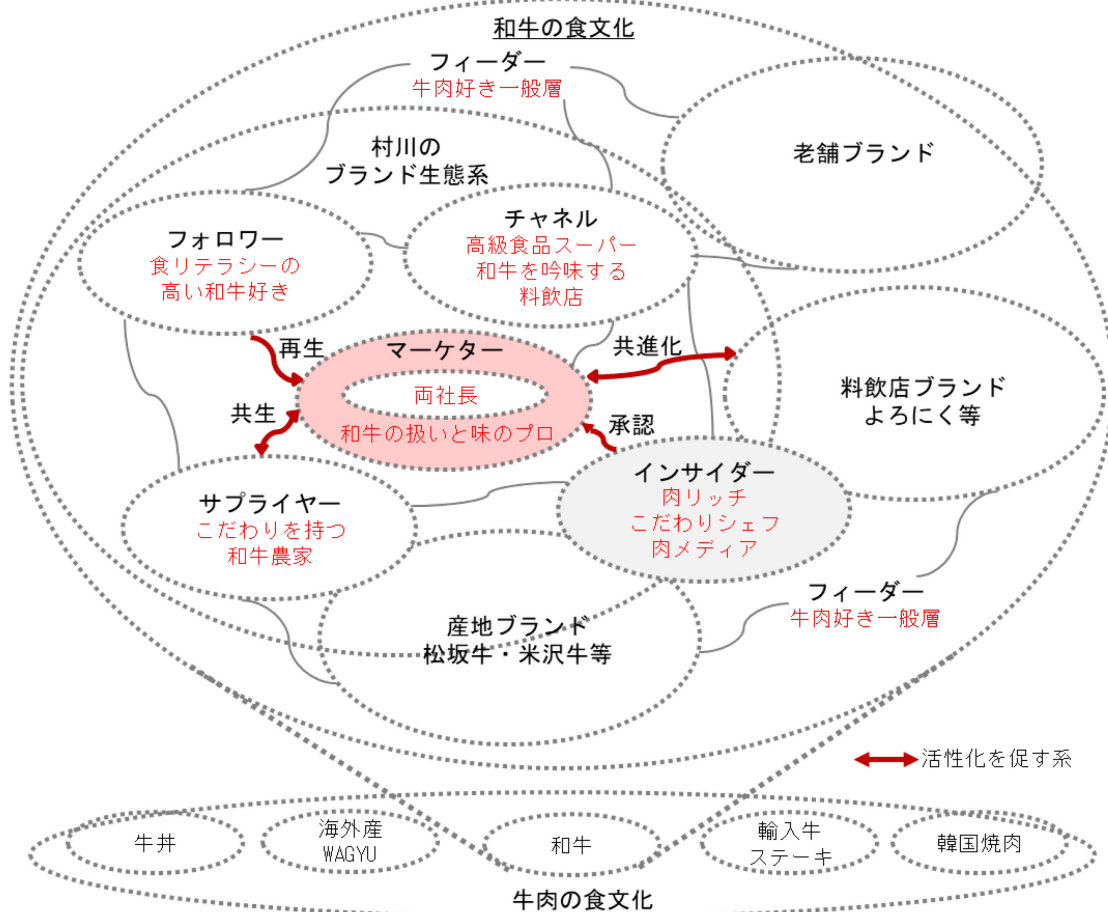 和牛の食文化
フィーダー
牛肉好き一般層
老舗ブランド
村川の
ブランド生態系
フォロワー
食リテラシーの
高い和牛好き
チャネル
高級食品スーパー
和牛を吟味する
料飲店
再生
マーケター
共進化
両社長
料飲店ブランド
よろにく等
共生
和牛の扱いと味のプロ
承認
インサイダー
肉リッチ
こだわりシェフ
肉メディア
サプライヤー
こだわりを持つ
和牛農家
フィーダー
牛肉好き一般層
産地ブランド
松坂牛・米沢牛等
活性化を促す系
牛丼
海外産
WAGYU
和牛
輸入牛
ステーキ
韓国焼肉
牛肉の食文化